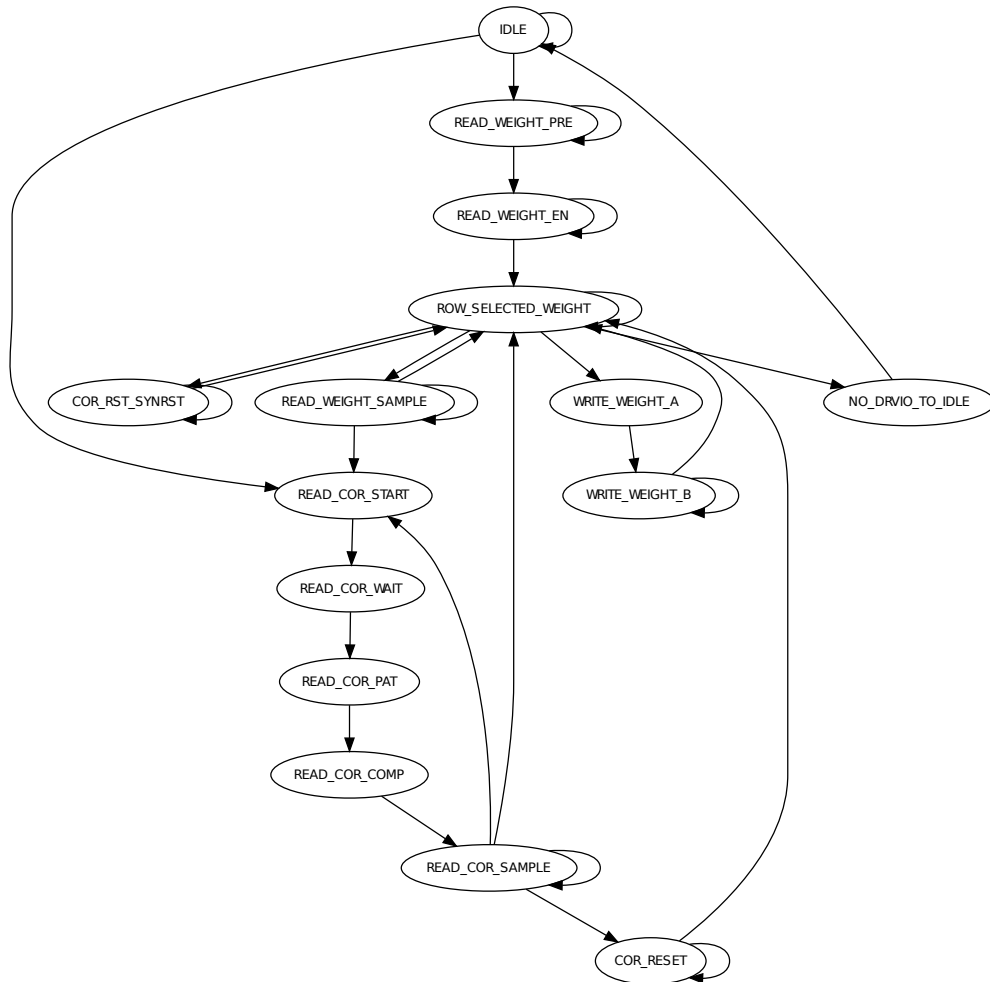 IDLE
READ_WEIGHT_PRE
READ_WEIGHT_EN
ROW_SELECTED_WEIGHT
COR_RST_SYNRST
READ_WEIGHT_SAMPLE
WRITE_WEIGHT_A
NO_DRVIO_TO_IDLE
READ_COR_START
WRITE_WEIGHT_B
READ_COR_WAIT
READ_COR_PAT
READ_COR_COMP
READ_COR_SAMPLE
COR_RESET